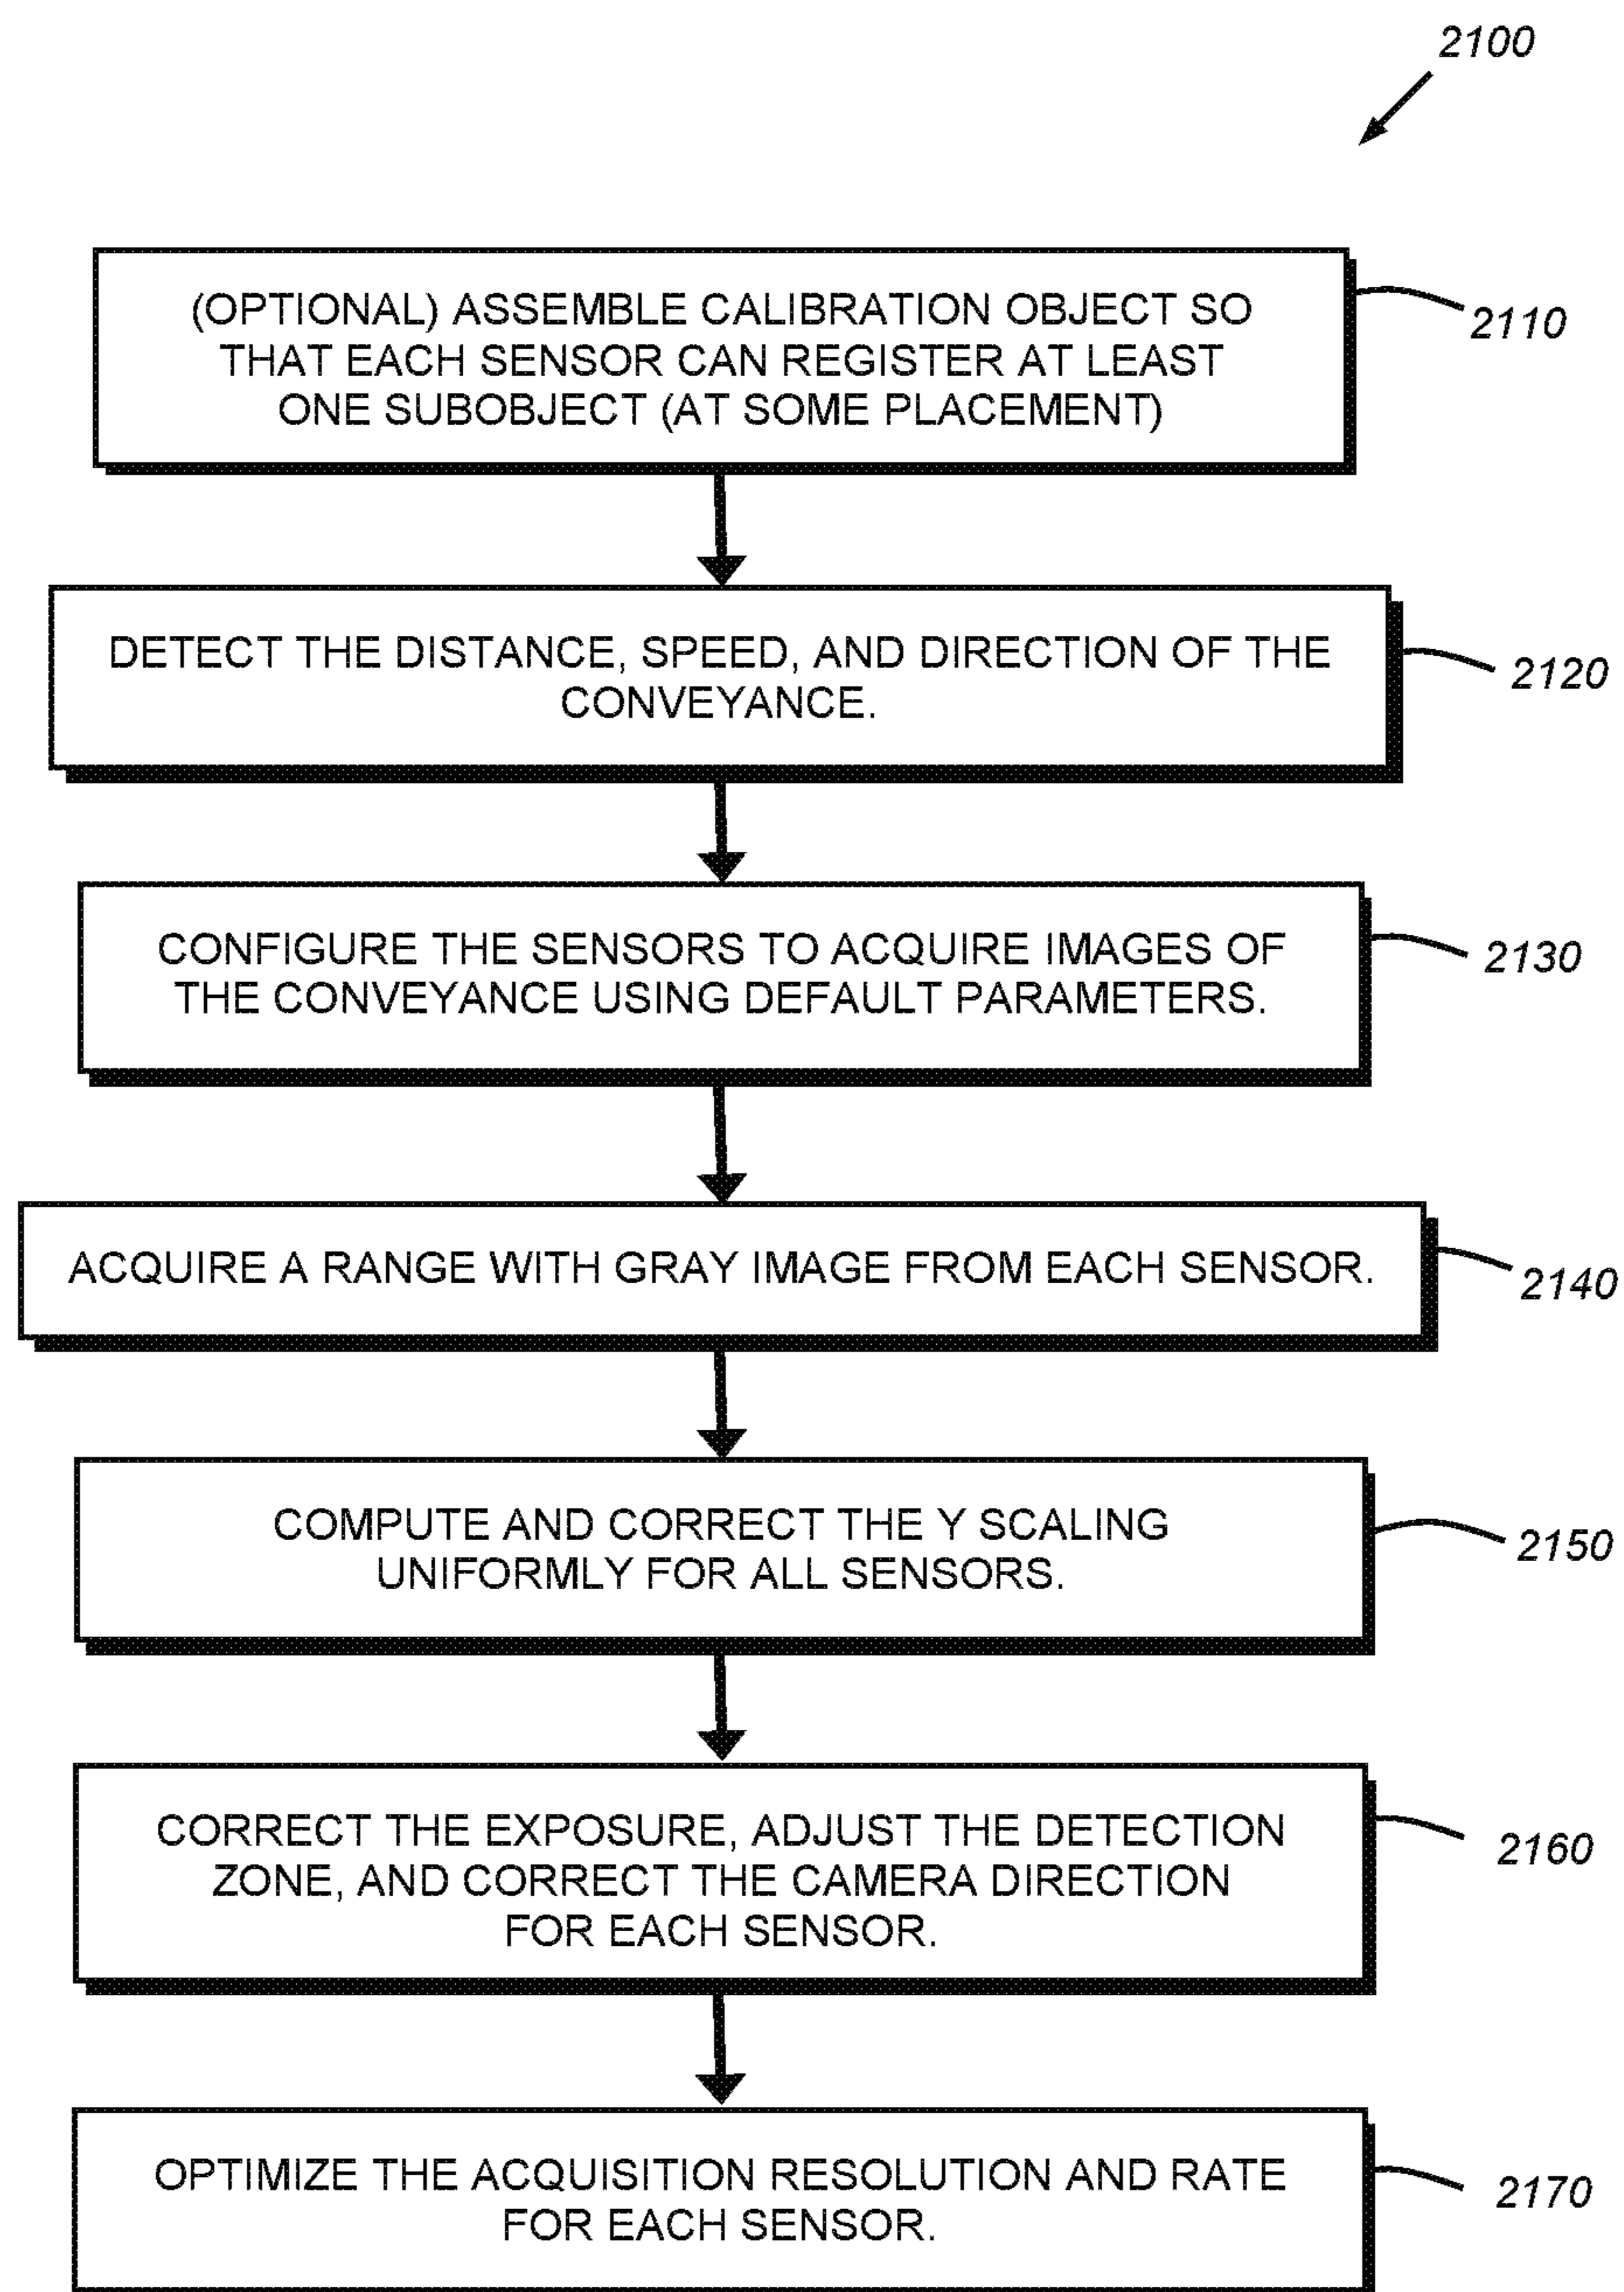 2100
(OPTIONAL) ASSEMBLE CALIBRATION OBJECT SO
THAT EACH SENSOR CAN REGISTER AT LEAST
ONE SUBOBJECT (AT SOME PLACEMENT)
2110
DETECT THE DISTANCE, SPEED, AND DIRECTION OF THE
CONVEYANCE.
2120
CONFIGURE THE SENSORS TO ACQUIRE IMAGES OF
THE CONVEYANCE USING DEFAULT PARAMETERS.
2130
ACQUIRE A RANGE WITH GRAY IMAGE FROM EACH SENSOR.
2140
COMPUTE AND CORRECT THE Y SCALING
UNIFORMLY FOR ALL SENSORS.
2150
CORRECT THE EXPOSURE, ADJUST THE DETECTION
ZONE, AND CORRECT THE CAMERA DIRECTION
FOR EACH SENSOR.
2160
OPTIMIZE THE ACQUISITION RESOLUTION AND RATE
FOR EACH SENSOR.
2170